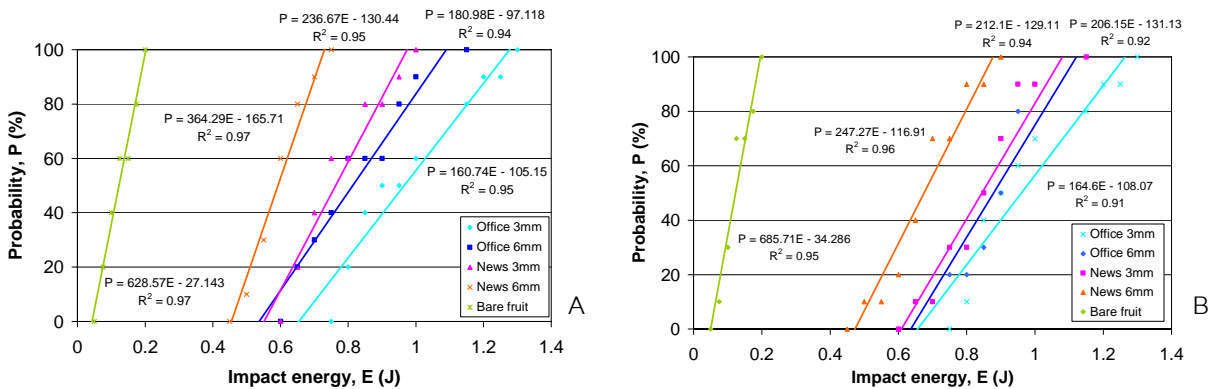 P = 236.67E - 130.44
R² = 0.95
P = 180.98E - 97.118
R² = 0.94
P = 364.29E - 165.71
R² = 0.97
P = 160.74E - 105.15
R² = 0.95
P = 628.57E - 27.143
R² = 0.97
100
80
60
40
20
0
Probability, P (%)
Office 3mm
Office 6mm
News 3mm
News 6mm
Bare fruit
0 0.2 0.4 0.6 0.8 1 1.2 1.4
Impact energy, E (J)
A
P = 212.1E - 129.11
R² = 0.94
P = 206.15E - 131.13
R² = 0.92
P = 247.27E - 116.91
R² = 0.96
P = 164.6E - 108.07
R² = 0.91
P = 685.71E - 34.286
R² = 0.95
100
80
60
40
20
0
Probability, P (%)
Office 3mm
Office 6mm
News 3mm
News 6mm
Bare fruit
0 0.2 0.4 0.6 0.8 1 1.2 1.4
Impact energy, E (J)
B